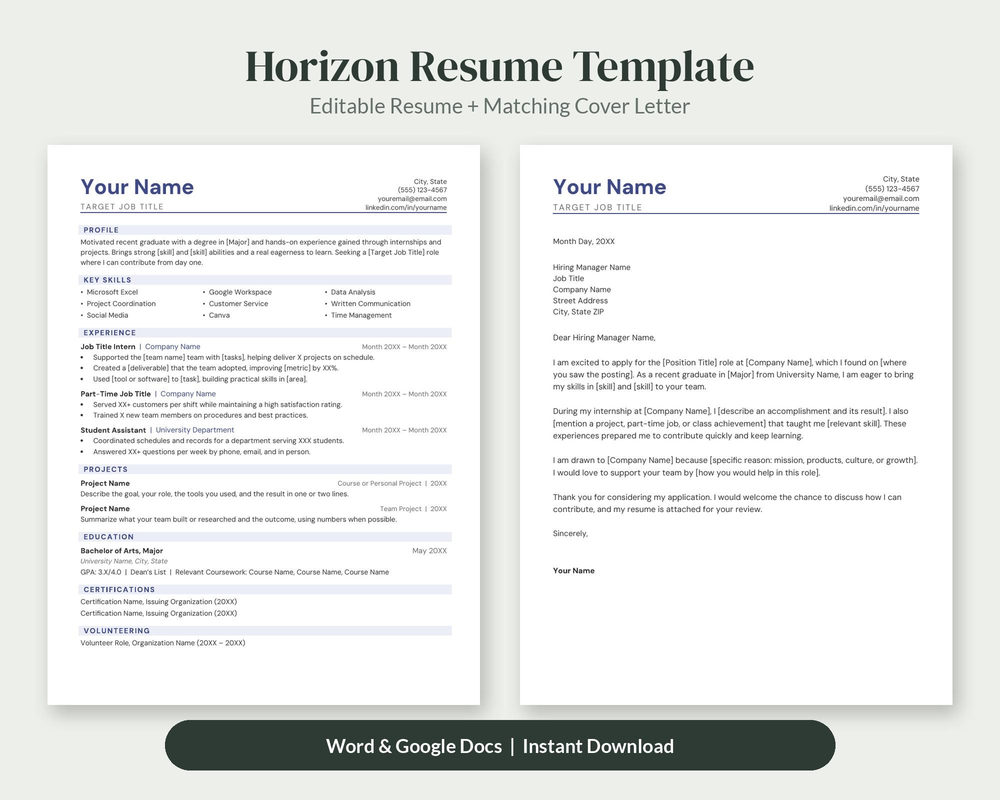 Horizon Resume Template
Editable Resume + Matching Cover Letter
Your Name
TARGET JOB TITLE
City, State
(555) 123-4567
youremail@email.com
linkedin.com/in/yourname
PROFILE
Motivated recent graduate with a degree in [Major] and hands-on experience gained through internships and
projects. Brings strong [skill] and [skill] abilities and a real eagerness to learn. Seeking a [Target Job Title] role
where I can contribute from day one.
KEY SKILLS
• Microsoft Excel • Google Workspace • Data Analysis
• Project Coordination • Customer Service • Written Communication
• Social Media • Canva • Time Management
EXPERIENCE
Job Title Intern | Company Name Month 20XX – Month 20XX
• Supported the [team name] team with [tasks], helping deliver X projects on schedule.
• Created a [deliverable] that the team adopted, improving [metric] by XX%.
• Used [tool or software] to [task], building practical skills in [area].
Part-Time Job Title | Company Name Month 20XX – Month 20XX
• Served XX+ customers per shift while maintaining a high satisfaction rating.
• Trained X new team members on procedures and best practices.
Student Assistant | University Department Month 20XX – Month 20XX
• Coordinated schedules and records for a department serving XXX students.
• Answered XX+ questions per week by phone, email, and in person.
PROJECTS
Project Name Course or Personal Project | 20XX
Describe the goal, your role, the tools you used, and the result in one or two lines.
Project Name Team Project | 20XX
Summarize what your team built or researched and the outcome, using numbers when possible.
EDUCATION
Bachelor of Arts, Major May 20XX
University Name, City, State
GPA: 3.X/4.0 | Dean's List | Relevant Coursework: Course Name, Course Name, Course Name
CERTIFICATIONS
Certification Name, Issuing Organization (20XX)
Certification Name, Issuing Organization (20XX)
VOLUNTEERING
Volunteer Role, Organization Name (20XX – 20XX)
Your Name
TARGET JOB TITLE
City, State
(555) 123-4567
youremail@email.com
linkedin.com/in/yourname
Month Day, 20XX
Hiring Manager Name
Job Title
Company Name
Street Address
City, State ZIP
Dear Hiring Manager Name,
I am excited to apply for the [Position Title] role at [Company Name], which I found on [where
you saw the posting]. As a recent graduate in [Major] from University Name, I am eager to bring
my skills in [skill] and [skill] to your team.
During my internship at [Company Name], I [describe an accomplishment and its result]. I also
[mention a project, part-time job, or class achievement] that taught me [relevant skill]. These
experiences prepared me to contribute quickly and keep learning.
I am drawn to [Company Name] because [specific reason: mission, products, culture, or growth].
I would love to support your team by [how you would help in this role].
Thank you for considering my application. I would welcome the chance to discuss how I can
contribute, and my resume is attached for your review.
Sincerely,
Your Name
Word & Google Docs | Instant Download